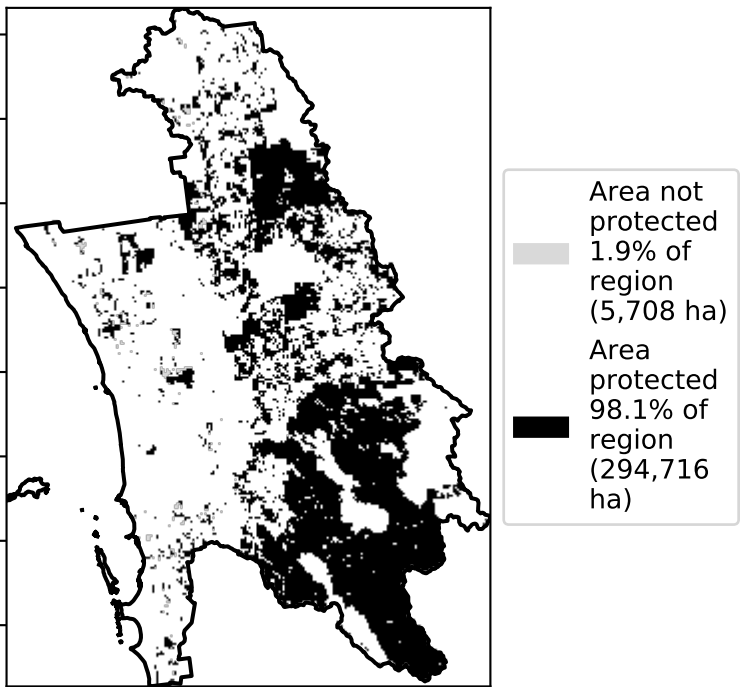 Area not
protected
1.9% of
region
(5,708 ha)
Area
protected
98.1% of
region
(294,716
ha)